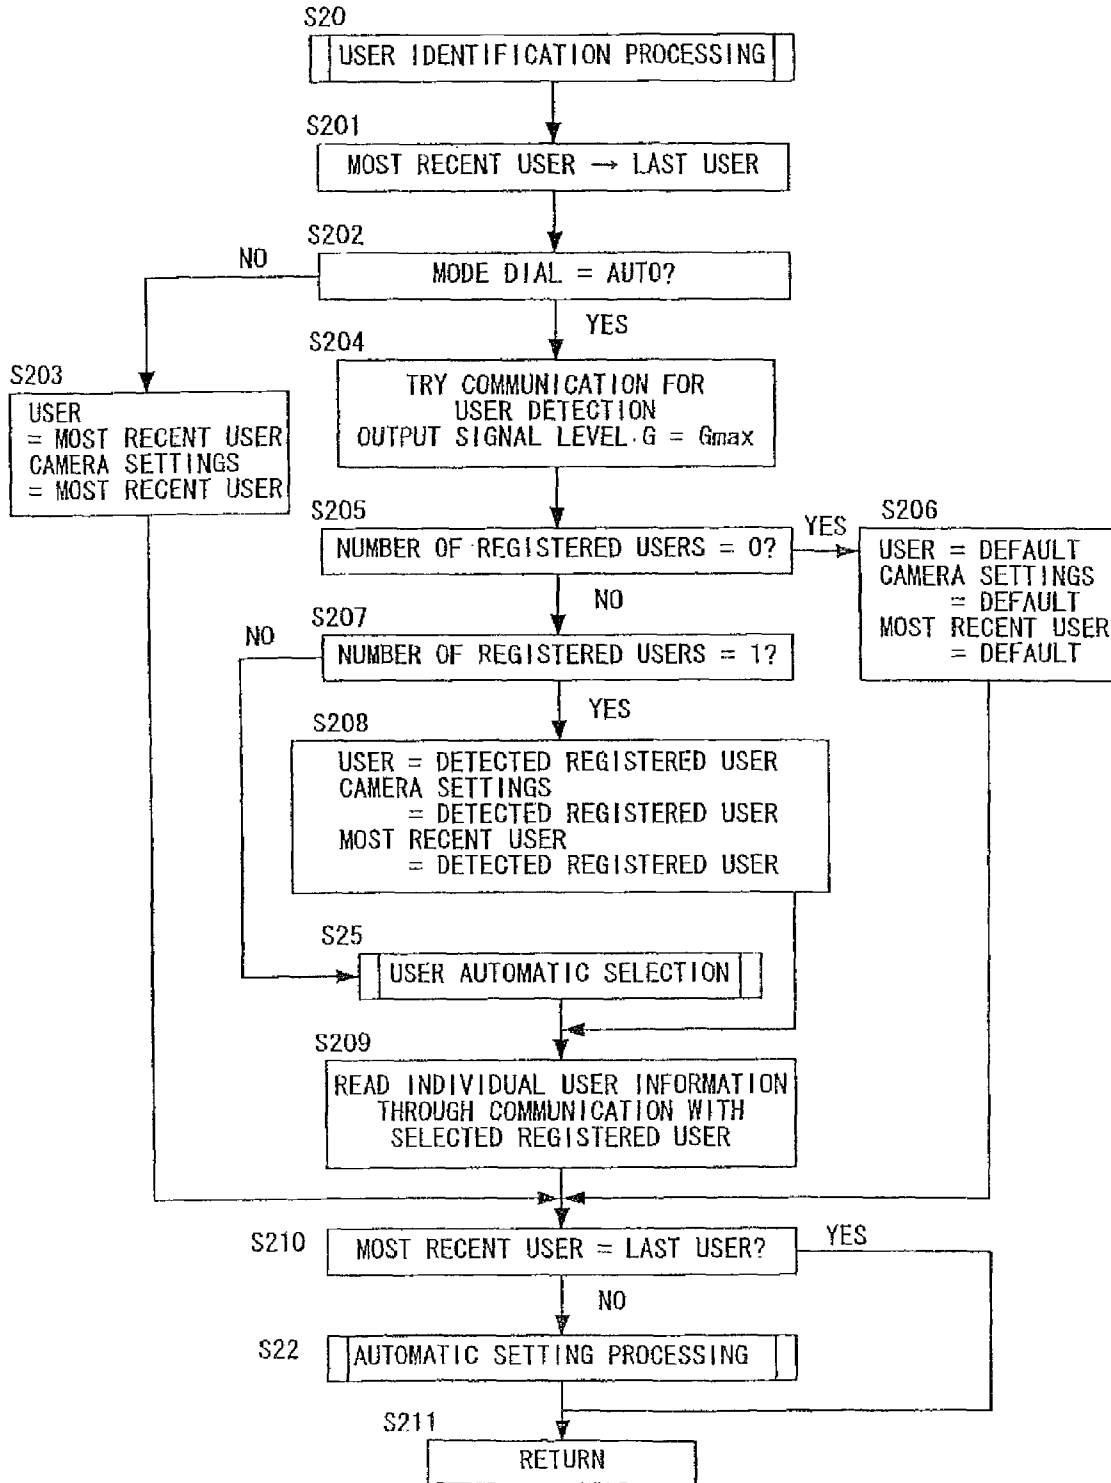 S20
USER IDENTIFICATION PROCESSING
S201
MOST RECENT USER → LAST USER
S202
MODE DIAL = AUTO?
NO
YES
S203
USER
= MOST RECENT USER
CAMERA SETTINGS
= MOST RECENT USER
S204
TRY COMMUNICATION FOR
USER DETECTION
OUTPUT SIGNAL LEVEL G = Gmax
S205
NUMBER OF REGISTERED USERS = 0?
YES
NO
S206
USER = DEFAULT
CAMERA SETTINGS
= DEFAULT
MOST RECENT USER
= DEFAULT
S207
NUMBER OF REGISTERED USERS = 1?
NO
YES
S208
USER = DETECTED REGISTERED USER
CAMERA SETTINGS
= DETECTED REGISTERED USER
MOST RECENT USER
= DETECTED REGISTERED USER
S25
USER AUTOMATIC SELECTION
S209
READ INDIVIDUAL USER INFORMATION
THROUGH COMMUNICATION WITH
SELECTED REGISTERED USER
S210
MOST RECENT USER = LAST USER?
YES
NO
S22
AUTOMATIC SETTING PROCESSING
S211
RETURN